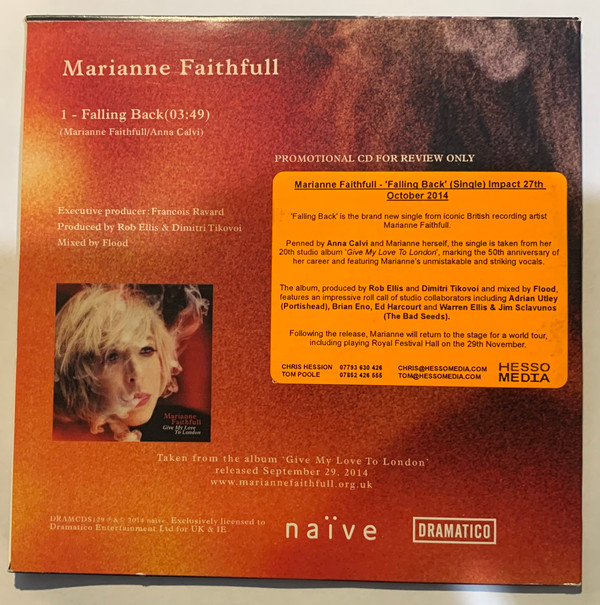 Marianne Faithfull
1 - Falling Back(03:49)
(Marianne Faithfull/Anna Calvi)
PROMOTIONAL CD FOR REVIEW ONLY
Marianne Faithfull - 'Falling Back' (Single) Impact 27th
October 2014
'Falling Back' is the brand new single from iconic British recording artist
Marianne Faithfull.
Penned by Anna Calvi and Marianne herself, the single is taken from her
20th studio album 'Give My Love To London', marking the 50th anniversary of
her career and featuring Marianne's unmistakable and striking vocals.
The album, produced by Rob Ellis and Dimitri Tikovoi and mixed by Flood,
features an impressive roll call of studio collaborators including Adrian Utley
(Portishead), Brian Eno, Ed Harcourt and Warren Ellis & Jim Sclavunos
(The Bad Seeds).
Following the release, Marianne will return to the stage for a world tour,
including playing Royal Festival Hall on the 29th November.
CHRIS HESSION 07793 630 426 CHRIS@HESSOMEDIA.COM
TOM POOLE 07852 426 555 TOM@HESSOMEDIA.COM
HESSO
MEDIA
Executive producer: Francois Ravard
Produced by Rob Ellis & Dimitri Tikovoi
Mixed by Flood
Marianne
Faithfull
Give My Love
To London
Taken from the album 'Give My Love To London'
released September 29, 2014
www.mariannefaithfull.org.uk
℗ & © 2014 naïve. Exclusively licensed to
Dramatico Entertainment Ltd for UK & IE
naïve
DRAMATICO